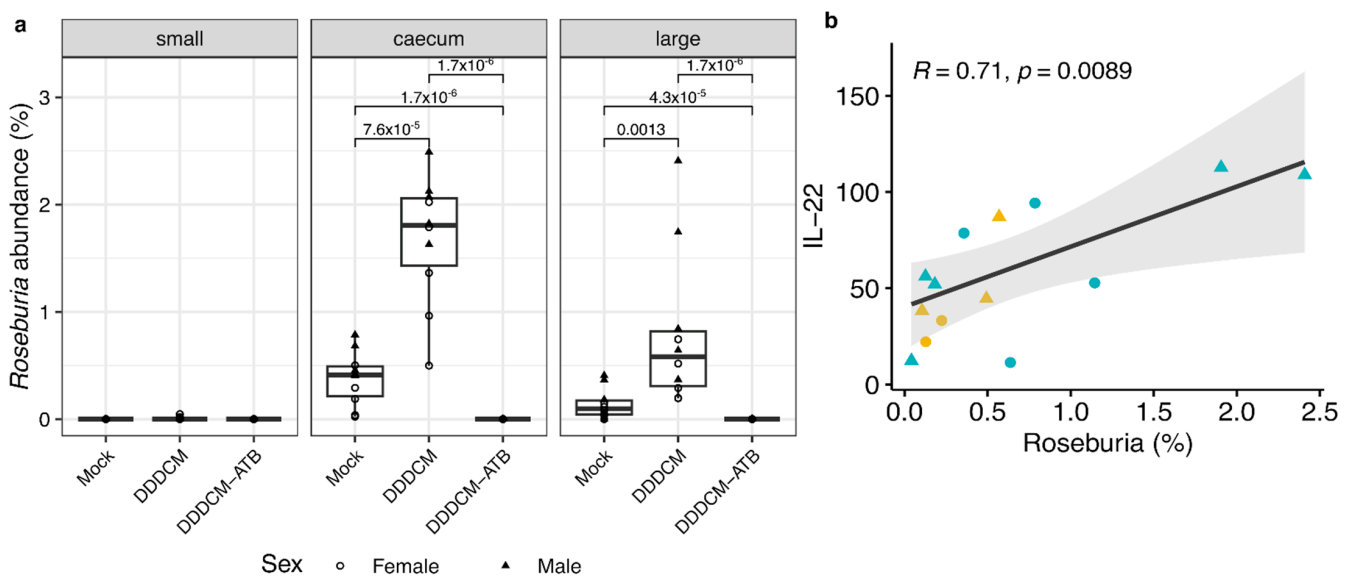 a
small
caecum
large
Roseburia abundance (%)
3
2
1
0
1.7x10⁻⁶
1.7x10⁻⁶
7.6x10⁻⁵
1.7x10⁻⁶
4.3x10⁻⁵
0.0013
Mock
DDDCM
DDDCM−ATB
Mock
DDDCM
DDDCM−ATB
Mock
DDDCM
DDDCM−ATB
Sex Female Male
b
R = 0.71, p = 0.0089
IL−22
150
100
50
0
0.0 0.5 1.0 1.5 2.0 2.5
Roseburia (%)